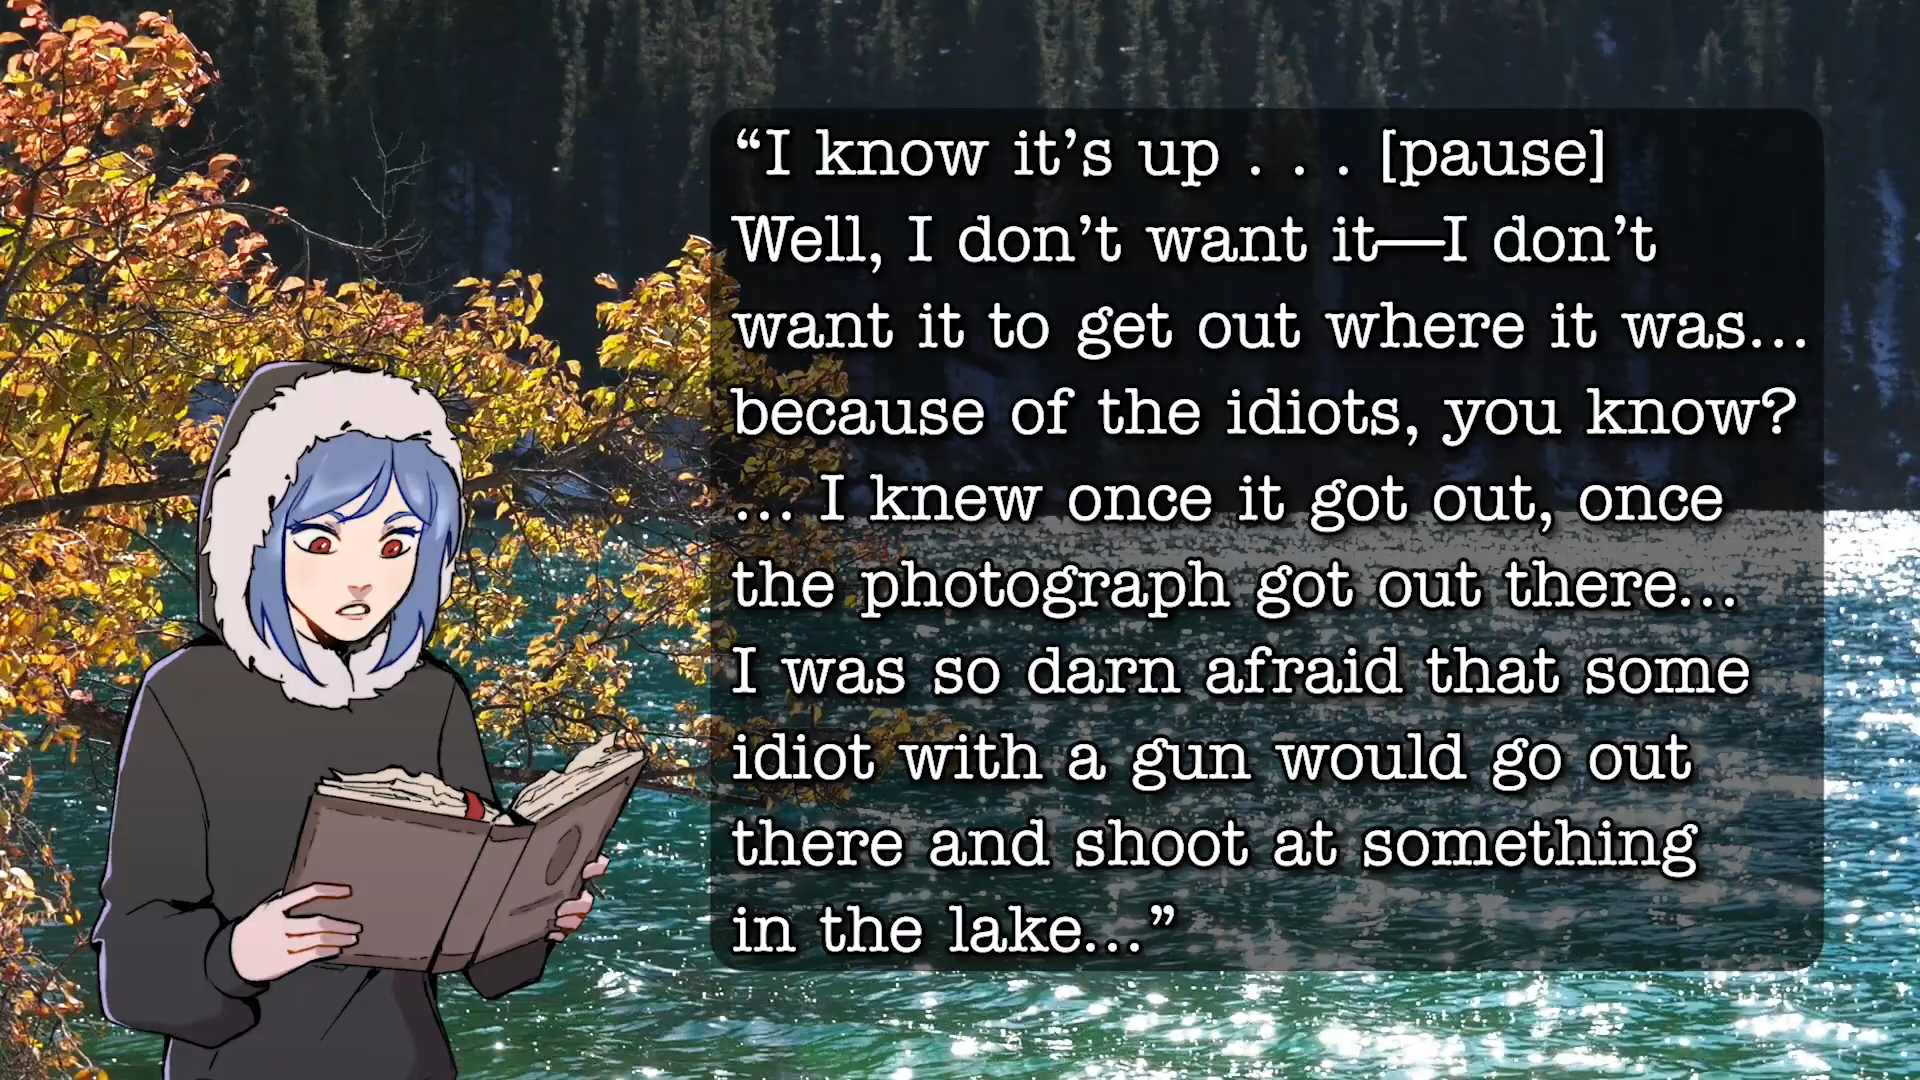 “I know it’s up . . . [pause]
Well, I don’t want it—I don’t
want it to get out where it was...
because of the idiots, you know?
... I knew once it got out, once
the photograph got out there...
I was so darn afraid that some
idiot with a gun would go out
there and shoot at something
in the lake...”